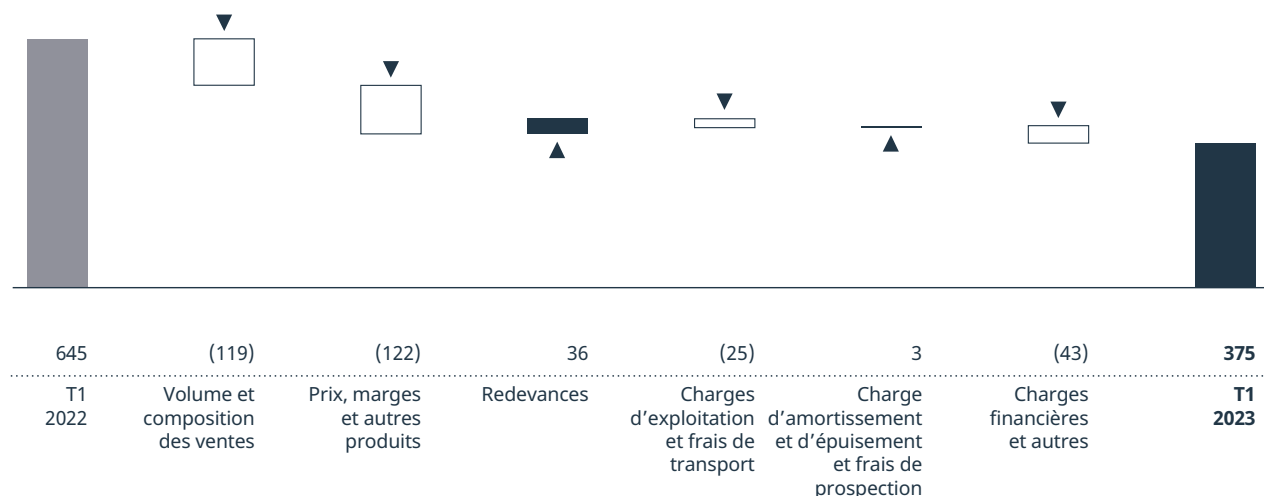 645 (119) (122) 36 (25) 3 (43) 375
T1
2022
Volume et
composition
des ventes
Prix, marges
et autres
produits
Redevances
Charges
d’exploitation
et frais de
transport
Charge
d’amortissement
et d’épuisement
et frais de
prospection
Charges
financières
et autres
T1
2023